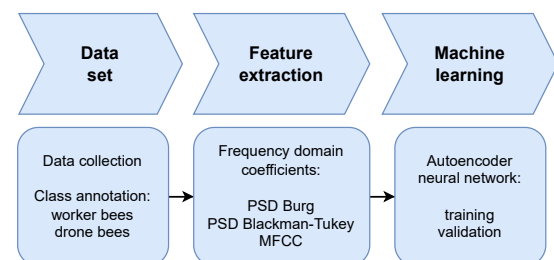 Data
set
Feature
extraction
Machine
learning
Data collection
Class annotation:
worker bees
drone bees
Frequency domain
coefficients:
PSD Burg
PSD Blackman-Tukey
MFCC
Autoencoder
neural network:
training
validation